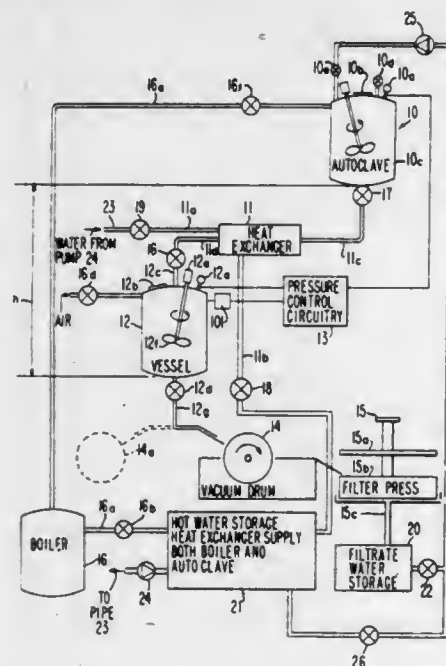 25
16a
16f
10e
10b
10d
10a
10
AUTOCLAVE
10c
17
23
19
11a
11
HEAT
EXCHANGER
11d
11c
WATER FROM
PUMP 24
16
12c
12a
12e
16d
12b
AIR
12
10f
12f
VESSEL
h
PRESSURE
CONTROL
CIRCUITRY
13
11b
12d
12g
18
14
14a
VACUUM DRUM
15
15a
15b
FILTER PRESS
15c
16a
16b
BOILER
16
HOT WATER STORAGE
HEAT EXCHANGER SUPPLY
BOTH BOILER AND
AUTOCLAVE
21
20
FILTRATE
WATER
STORAGE
22
24
TO
PIPE
23
26